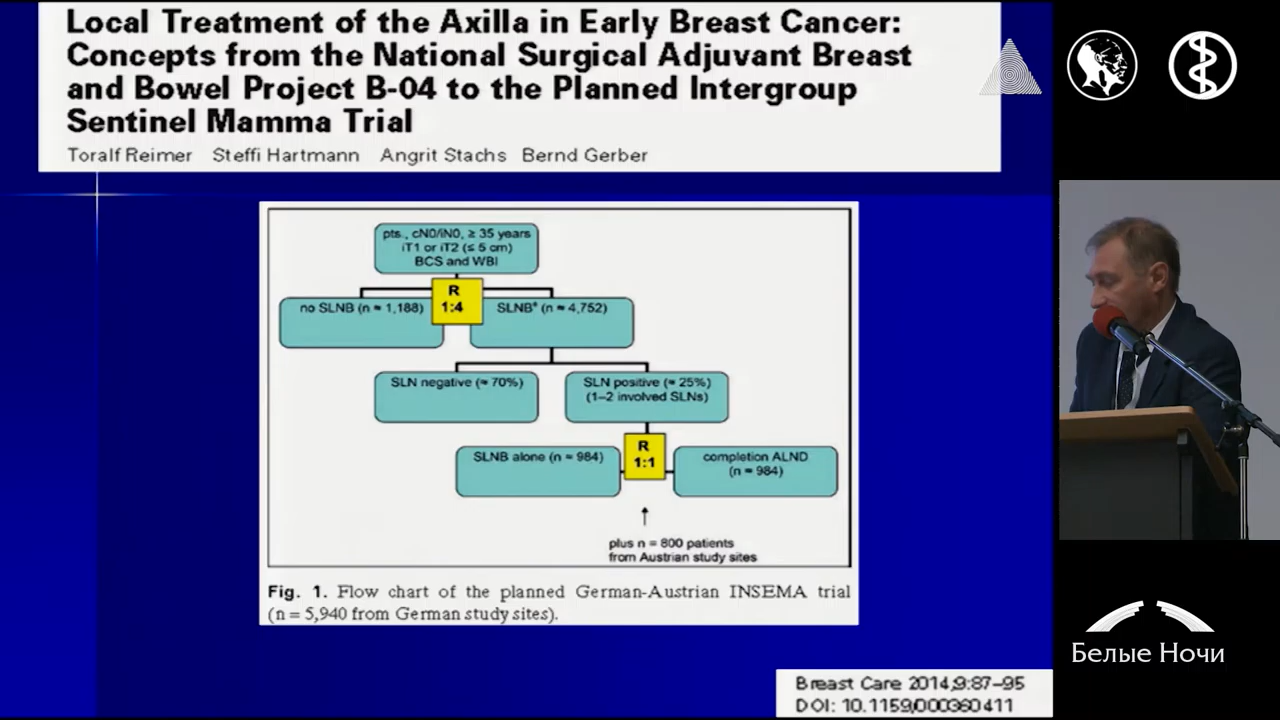 Local Treatment of the Axilla in Early Breast Cancer:
Concepts from the National Surgical Adjuvant Breast
and Bowel Project B-04 to the Planned Intergroup
Sentinel Mamma Trial
Toralf Reimer Steffi Hartmann Angrit Stachs Bernd Gerber
pts., cN0/iN0, ≥ 35 years
iT1 or iT2 (≤ 5 cm)
BCS and WBI
R
1:4
no SLNB (n = 1,188)
SLNB* (n = 4,752)
SLN negative (≈ 70%)
SLN positive (≈ 25%)
(1–2 involved SLNs)
R
1:1
SLNB alone (n = 984)
completion ALND
(n = 984)
plus n = 800 patients
from Austrian study sites
Fig. 1. Flow chart of the planned German-Austrian INSEMA trial
(n = 5,940 from German study sites).
Breast Care 2014;9:87–95
DOI: 10.1159/000360411
Белые Ночи